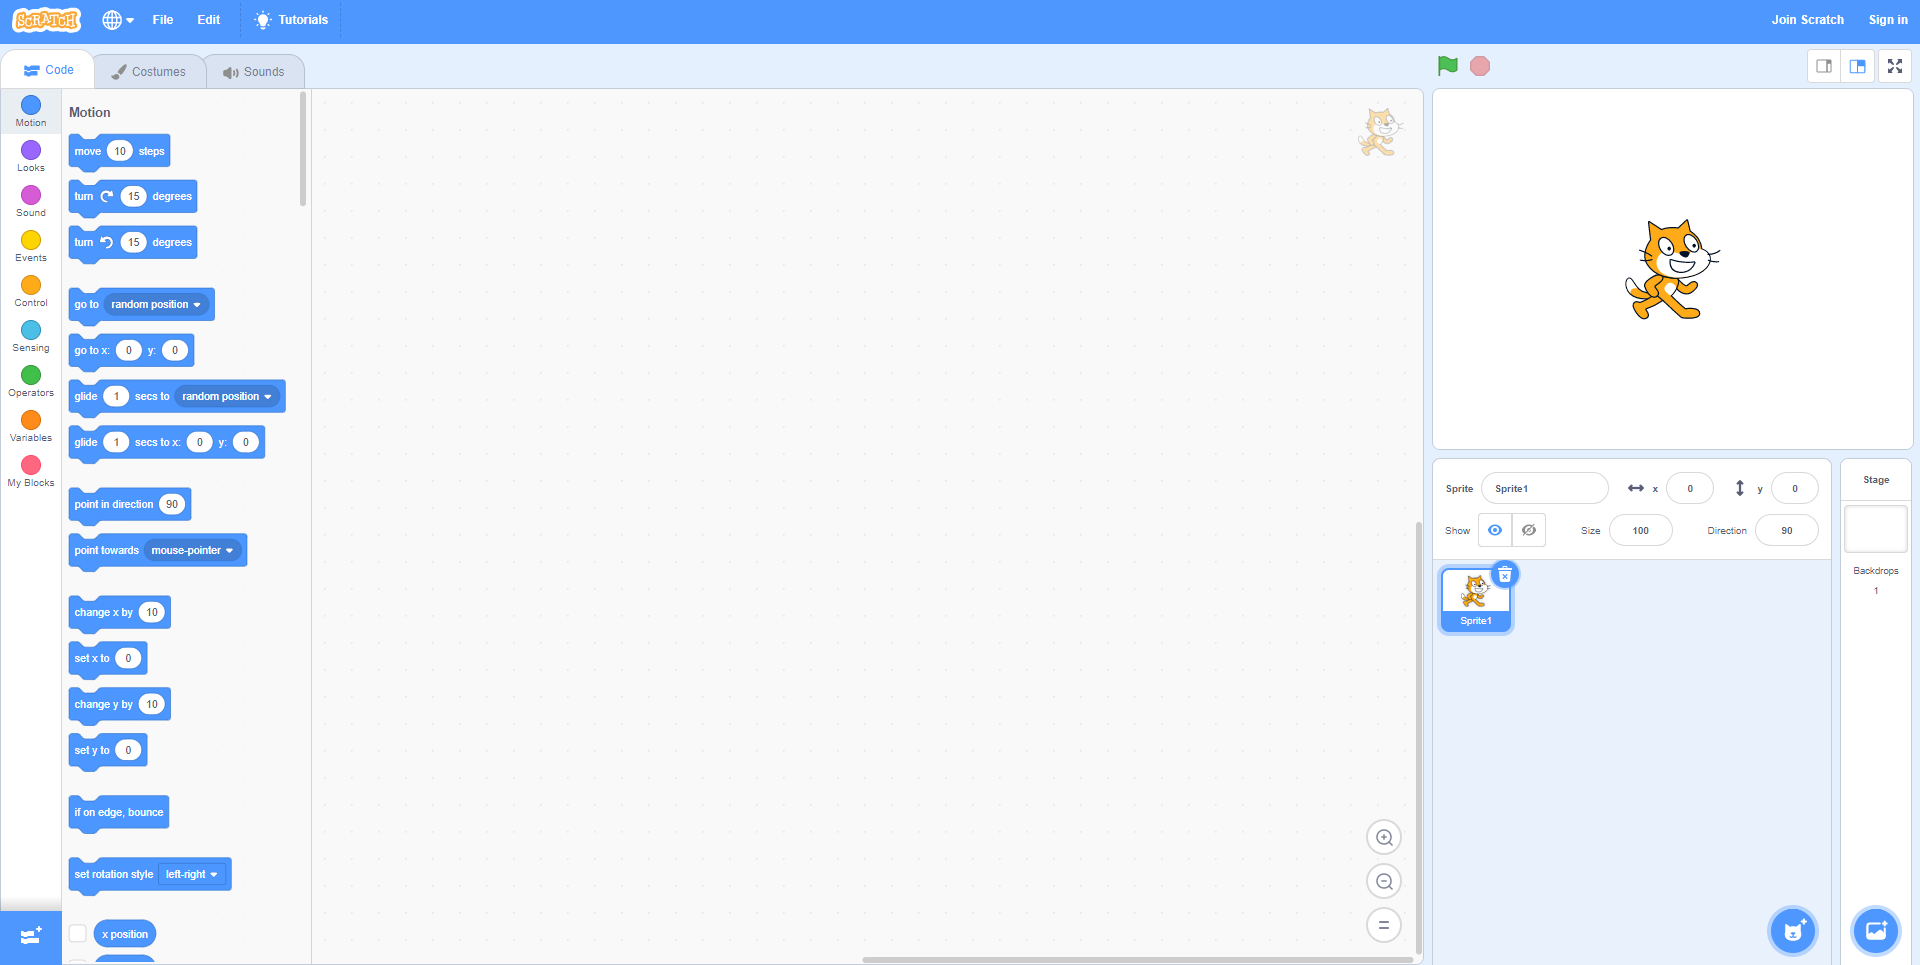 SCRATCH
File
Edit
Tutorials
Join Scratch
Sign in
Code
Costumes
Sounds
Motion
Looks
Sound
Events
Control
Sensing
Operators
Variables
My Blocks
Motion
move 10 steps
turn 15 degrees
turn 15 degrees
go to random position
go to x: 0 y: 0
glide 1 secs to random position
glide 1 secs to x: 0 y: 0
point in direction 90
point towards mouse-pointer
change x by 10
set x to 0
change y by 10
set y to 0
if on edge, bounce
set rotation style left-right
x position
Sprite Sprite1 x 0 y 0
Show Size 100 Direction 90
Sprite1
Stage
Backdrops
1